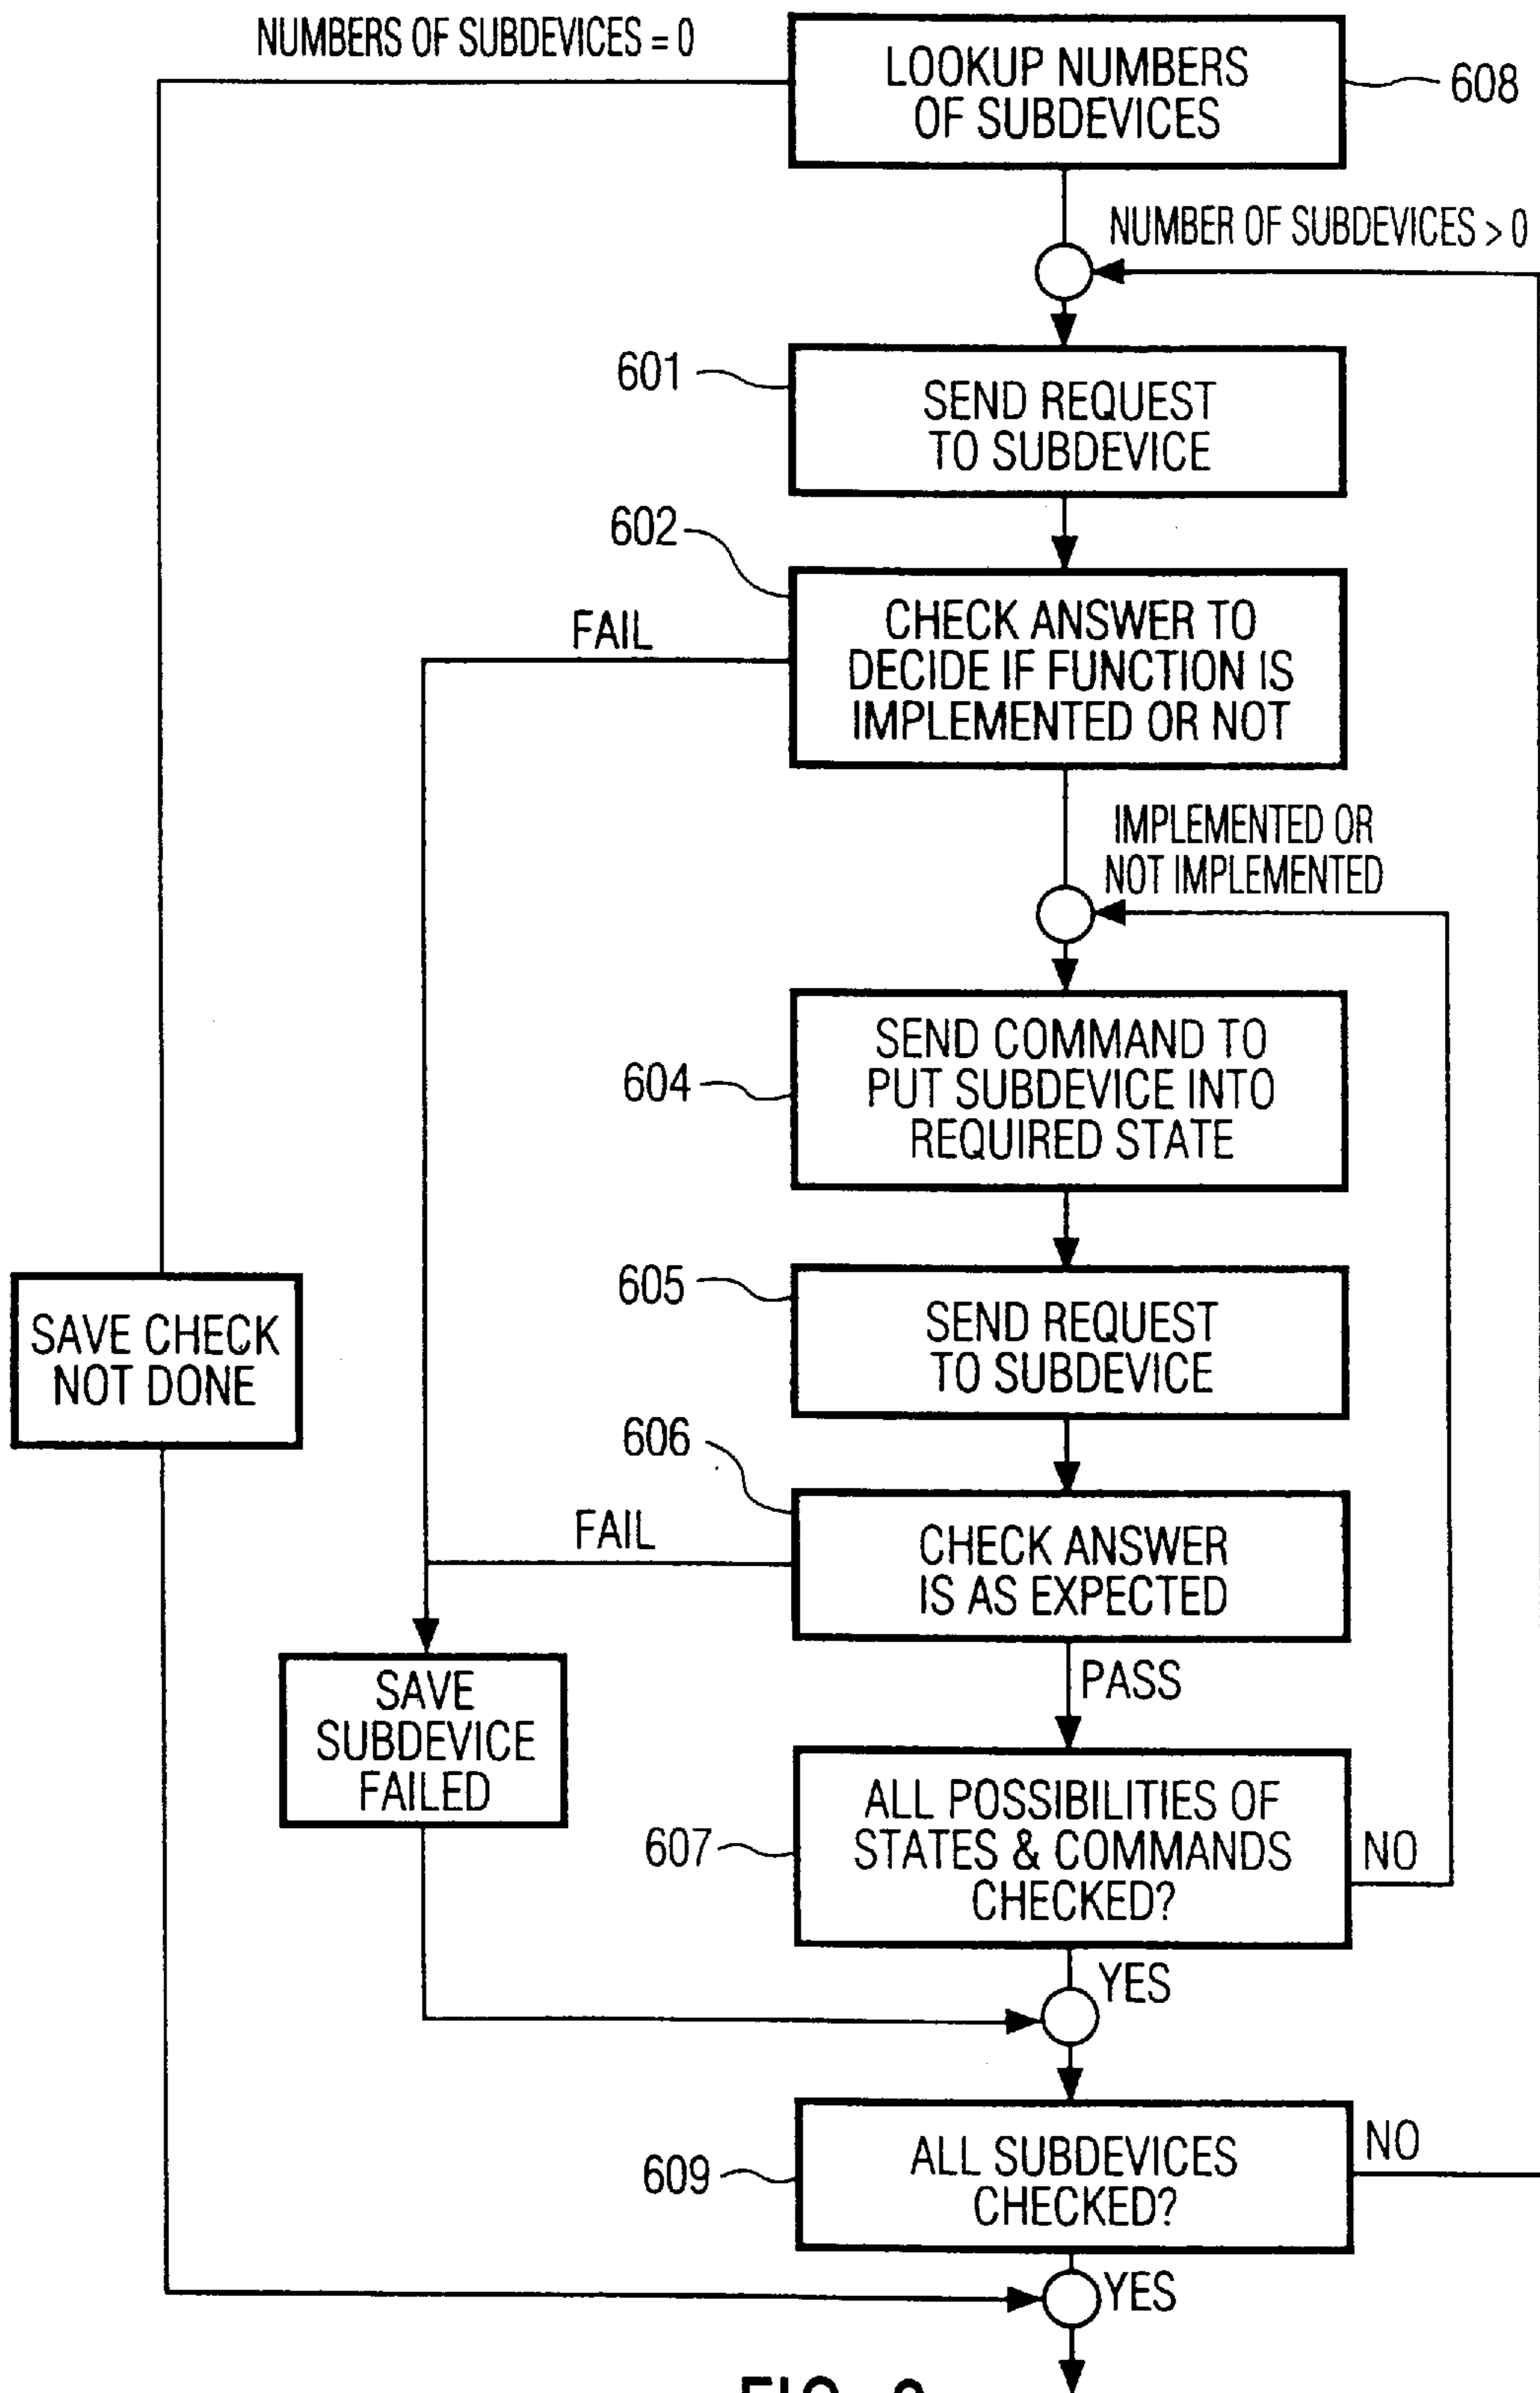 NUMBERS OF SUBDEVICES = 0
LOOKUP NUMBERS
OF SUBDEVICES
608
NUMBER OF SUBDEVICES > 0
601
SEND REQUEST
TO SUBDEVICE
602
FAIL
CHECK ANSWER TO
DECIDE IF FUNCTION IS
IMPLEMENTED OR NOT
IMPLEMENTED OR
NOT IMPLEMENTED
604
SEND COMMAND TO
PUT SUBDEVICE INTO
REQUIRED STATE
605
SEND REQUEST
TO SUBDEVICE
SAVE CHECK
NOT DONE
606
FAIL
CHECK ANSWER
IS AS EXPECTED
PASS
SAVE
SUBDEVICE
FAILED
607
ALL POSSIBILITIES OF
STATES & COMMANDS
CHECKED?
NO
YES
609
ALL SUBDEVICES
CHECKED?
NO
YES